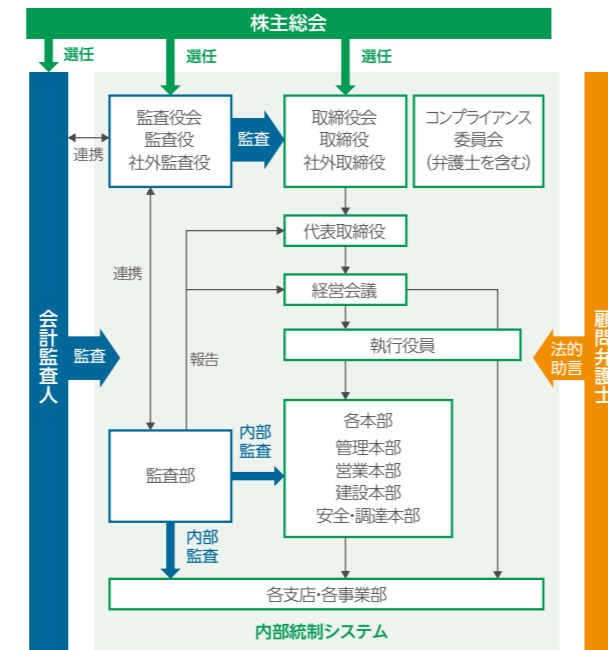 株主総会
選任
選任
選任
監査役会
監査役
社外監査役
監査
取締役会
取締役
社外取締役
コンプライアンス
委員会
(弁護士を含む)
連携
代表取締役
連携
経営会議
会計監査人
監査
報告
執行役員
法的
助言
顧問弁護士
監査部
内部
監査
各本部
管理本部
営業本部
建設本部
安全・調達本部
内部
監査
各支店・各事業部
内部統制システム